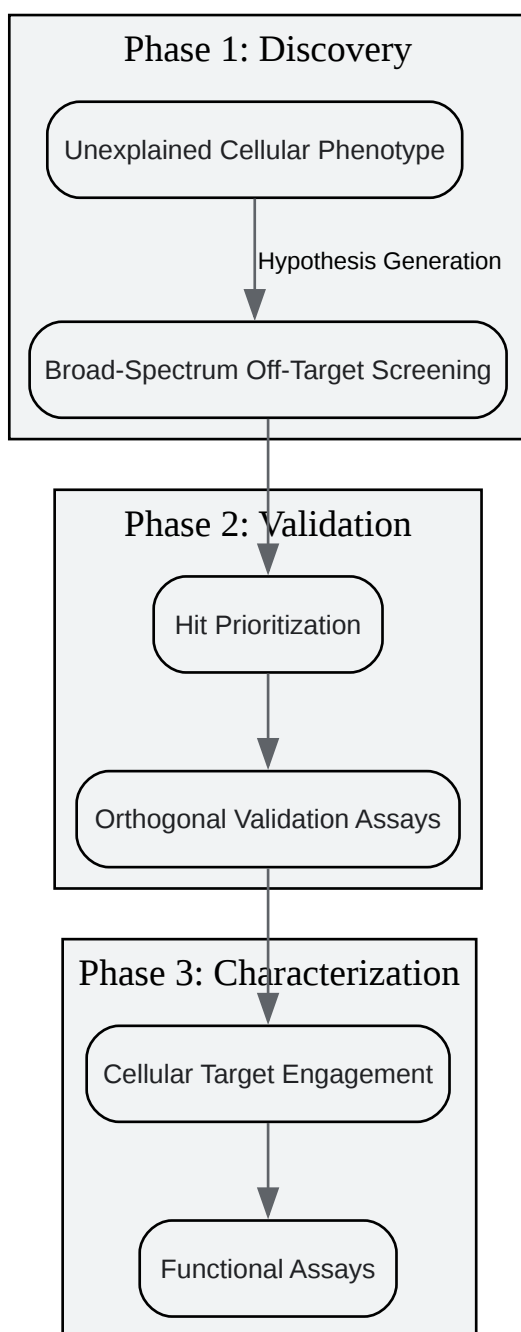 Phase 1: Discovery
Unexplained Cellular Phenotype
Hypothesis Generation
Broad-Spectrum Off-Target Screening
Phase 2: Validation
Hit Prioritization
Orthogonal Validation Assays
Phase 3: Characterization
Cellular Target Engagement
Functional Assays